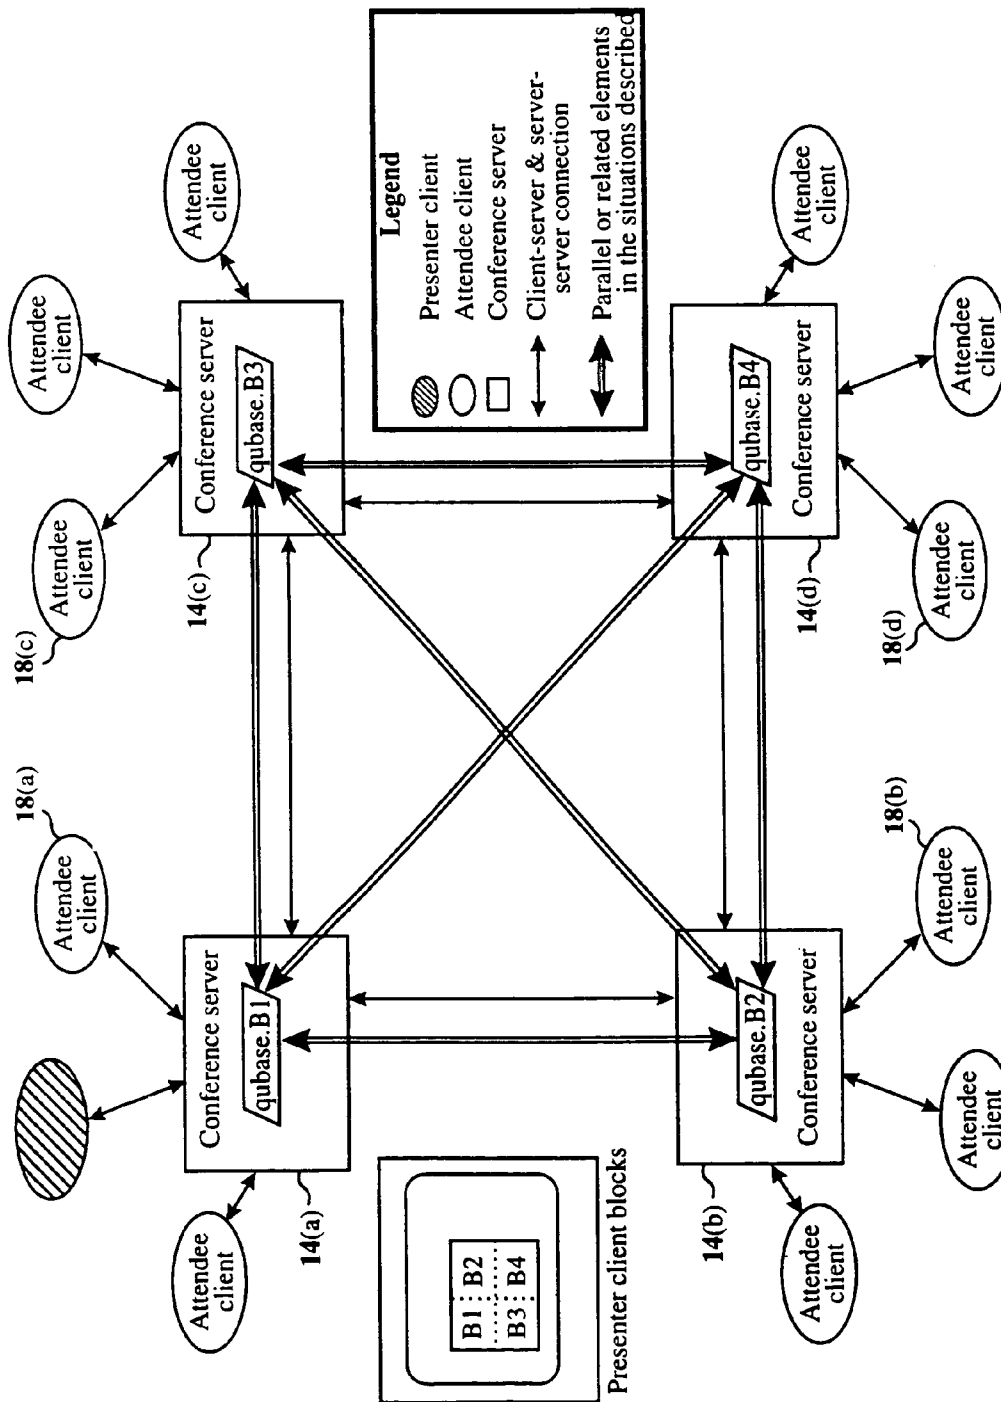 18(a)
18(c)
Attendee
client
Attendee
client
Attendee
client
Attendee
client
Conference server
qubase.B1
14(a)
Conference server
qubase.B3
14(c)
Attendee
client
Presenter client blocks
B1
B2
B3
B4
Legend
Presenter client
Attendee client
Conference server
Client-server & server-
server connection
Parallel or related elements
in the situations described
Attendee
client
14(b)
qubase.B2
Conference server
14(d)
qubase.B4
Conference server
Attendee
client
Attendee
client
Attendee
client
18(b)
Attendee
client
18(d)
Attendee
client